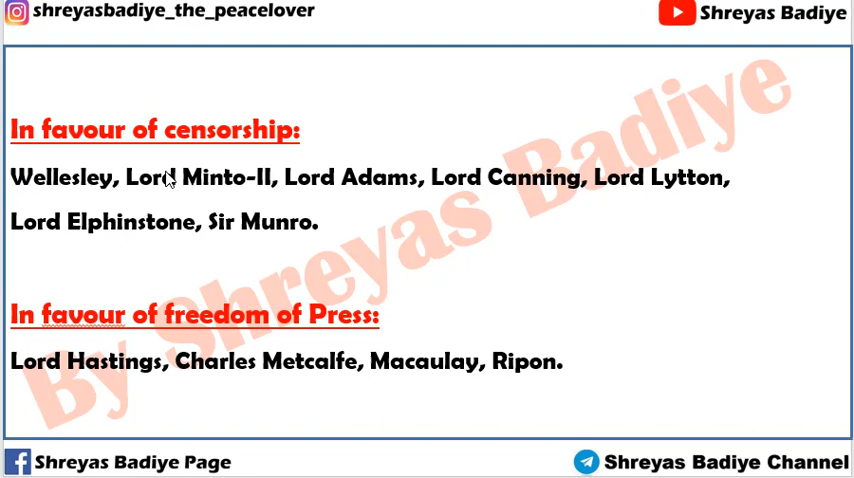 shreyasbadiye_the_peacelover
Shreyas Badiye
In favour of censorship:
Wellesley, Lord Minto-II, Lord Adams, Lord Canning, Lord Lytton,
Lord Elphinstone, Sir Munro.
In favour of freedom of Press:
Lord Hastings, Charles Metcalfe, Macaulay, Ripon.
By Shreyas Badiye
Shreyas Badiye Page
Shreyas Badiye Channel